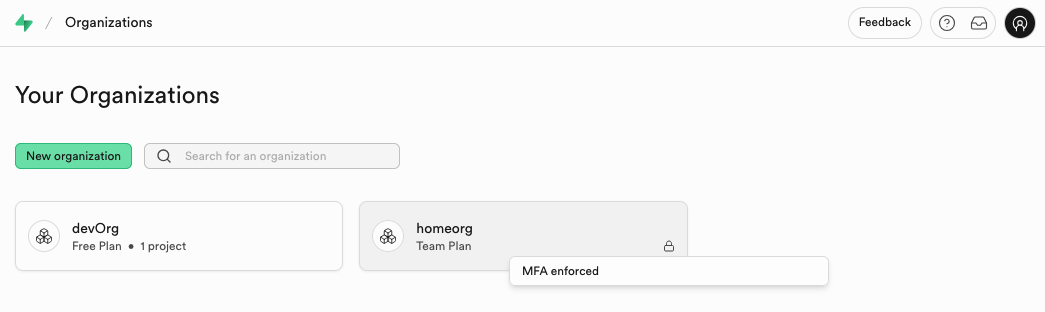 / Organizations
Feedback
Your Organizations
New organization
Search for an organization
devOrg
Free Plan • 1 project
homeorg
Team Plan
MFA enforced